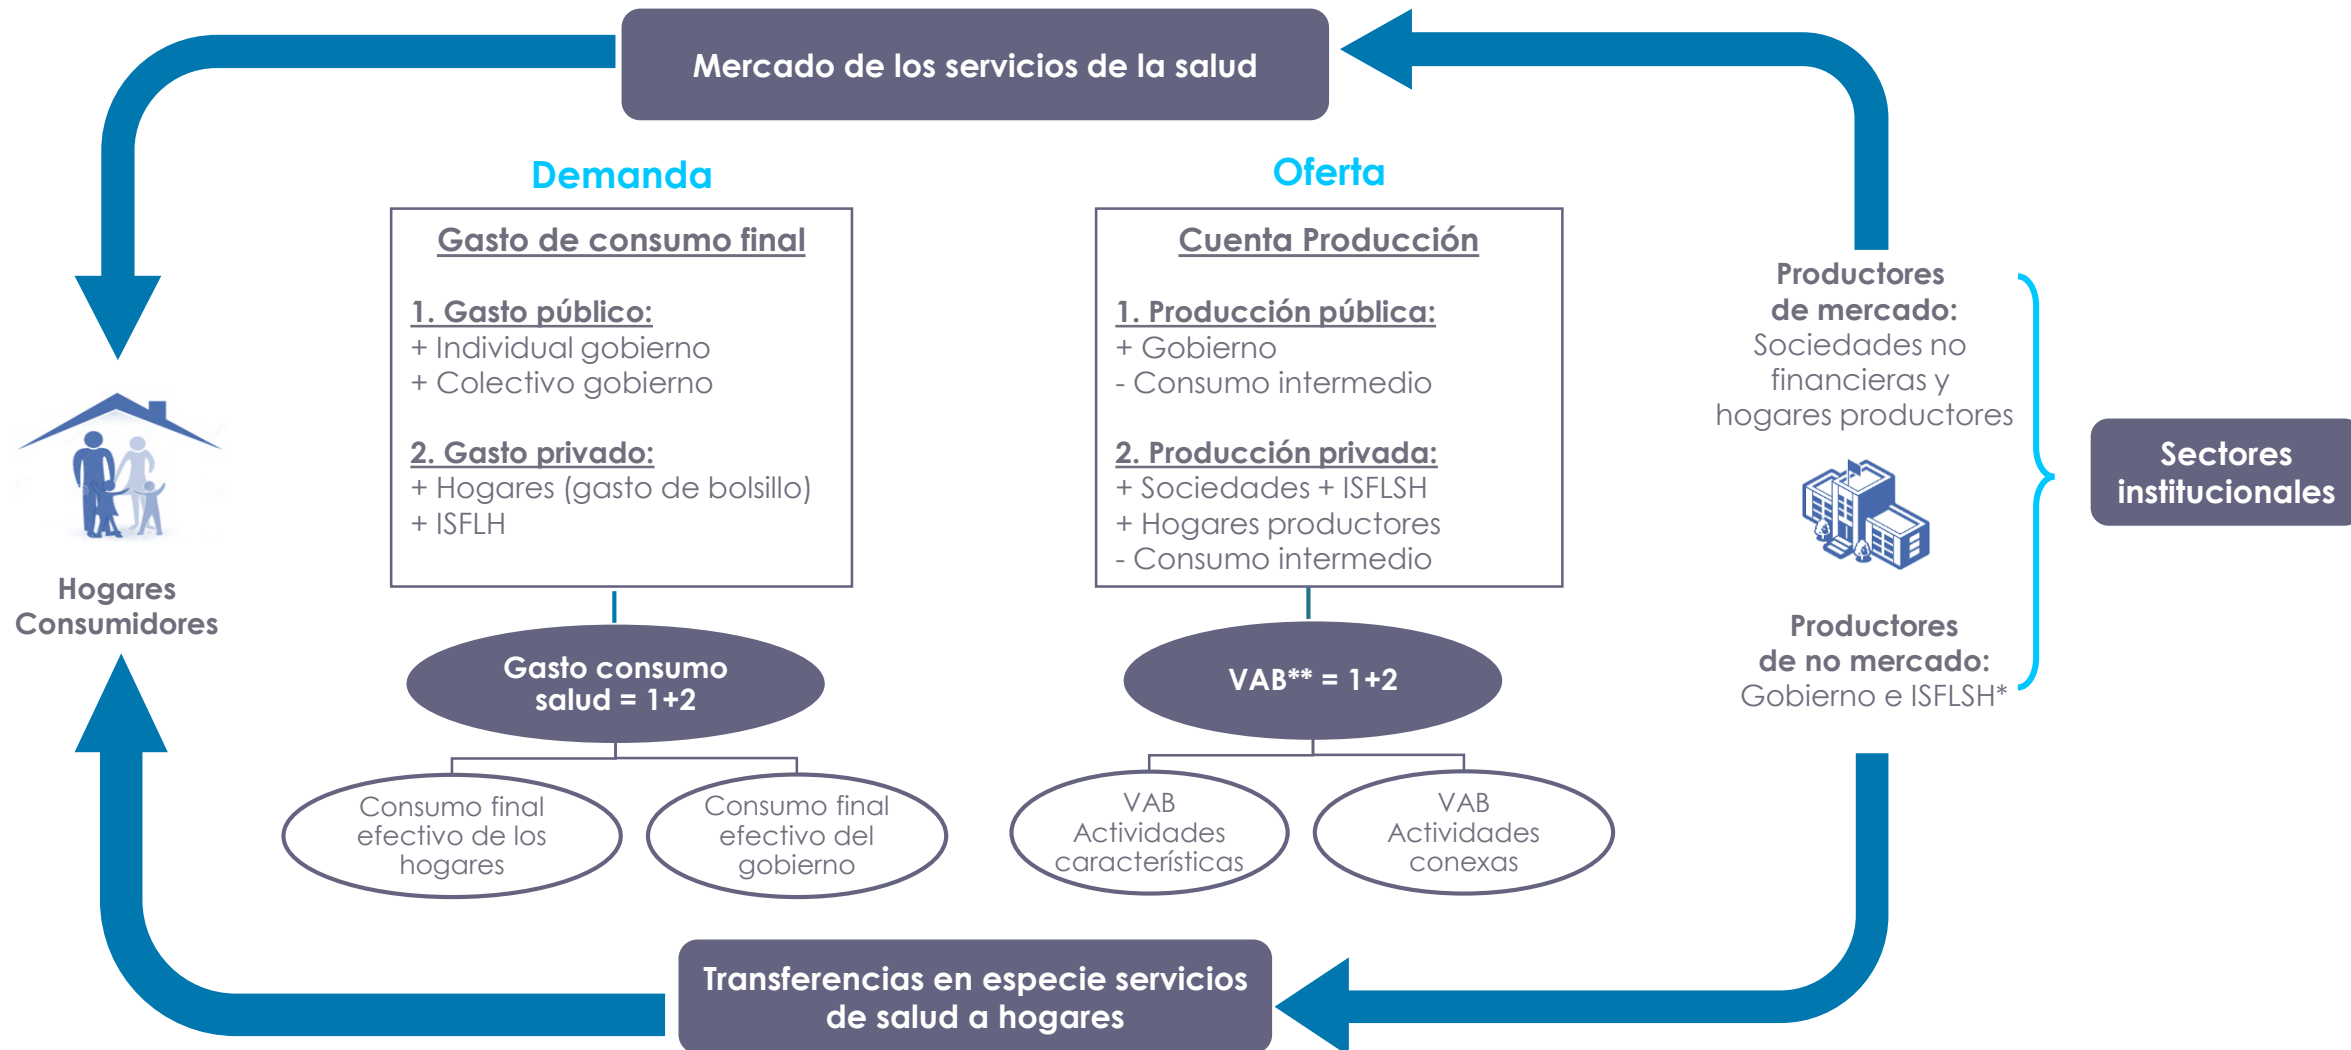 Mercado de los servicios de la salud
Demanda
Gasto de consumo final
1. Gasto público:
+ Individual gobierno
+ Colectivo gobierno
2. Gasto privado:
+ Hogares (gasto de bolsillo)
+ ISFLH
Gasto consumo
salud = 1+2
Consumo final
efectivo de los
hogares
Consumo final
efectivo del
gobierno
Oferta
Cuenta Producción
1. Producción pública:
+ Gobierno
- Consumo intermedio
2. Producción privada:
+ Sociedades + ISFLSH
+ Hogares productores
- Consumo intermedio
VAB** = 1+2
VAB
Actividades
características
VAB
Actividades
conexas
Hogares
Consumidores
Productores
de mercado:
Sociedades no
financieras y
hogares productores
Productores
de no mercado:
Gobierno e ISFLSH*
Sectores
institucionales
Transferencias en especie servicios
de salud a hogares